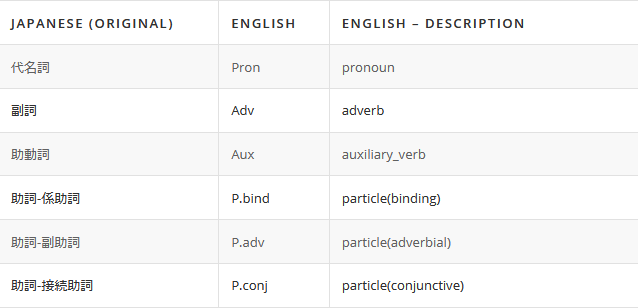 JAPANESE (ORIGINAL) ENGLISH ENGLISH – DESCRIPTION
代名詞 Pron pronoun
副詞 Adv adverb
助動詞 Aux auxiliary_verb
助詞-係助詞 P.bind particle(binding)
助詞-副助詞 P.adv particle(adverbial)
助詞-接続助詞 P.conj particle(conjunctive)